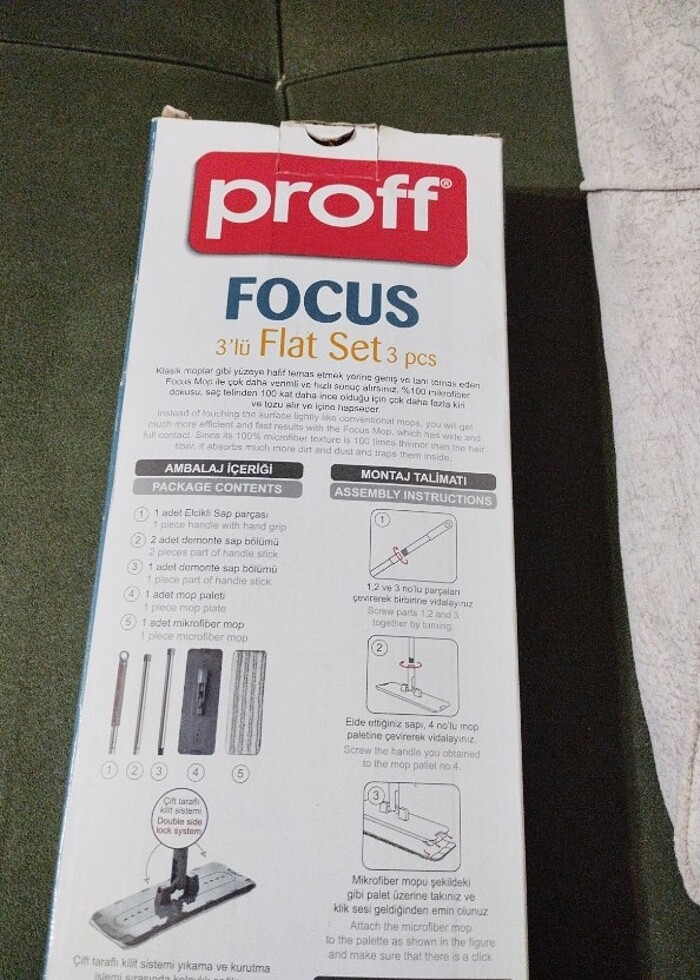 proff®
FOCUS
3'lü Flat Set 3 pcs
Klasik moplar gibi yüzeye hafif temas etmek yerine geniş ve tam temas eden
Focus Mop ile çok daha verimli ve hızlı sonuç alırsınız. %100 mikrofiber
dokusu, saç telinden 100 kat daha ince olduğu için çok daha fazla kiri
ve tozu alır ve içine hapseder.
Instead of touching the surface lightly like conventional mops, you will get
much more efficient and fast results with the Focus Mop, which has wide and
full contact. Since its 100% microfiber texture is 100 times thinner than the hair
fiber, it absorbs much more dirt and dust and traps them inside.
AMBALAJ İÇERİĞİ
PACKAGE CONTENTS
1 1 adet Elcikli Sap parçası
1 piece handle with hand grip
2 2 adet demonte sap bölümü
2 pieces part of handle stick
3 1 adet demonte sap bölümü
1 piece part of handle stick
4 1 adet mop paleti
1 piece mop plate
5 1 adet mikrofiber mop
1 piece microfiber mop
1 2 3 4 5
Çift taraflı
kilit sistemi
Double side
lock system
Çift taraflı kilit sistemi yıkama ve kurutma
işlemi sırasında
MONTAJ TALİMATI
ASSEMBLY INSTRUCTIONS
1
1,2 ve 3 no'lu parçaları
çevirerek birbirine vidalayınız
Screw parts 1,2 and 3
together by turning.
2
Elde ettiğiniz sapı, 4 no'lu mop
paletine çevirerek vidalayınız.
Screw the handle you obtained
to the mop pallet no 4.
3
Mikrofiber mopu şekildeki
gibi palet üzerine takınız ve
klik sesi geldiğinden emin olunuz
Attach the microfiber mop
to the palette as shown in the figure
and make sure that there is a click